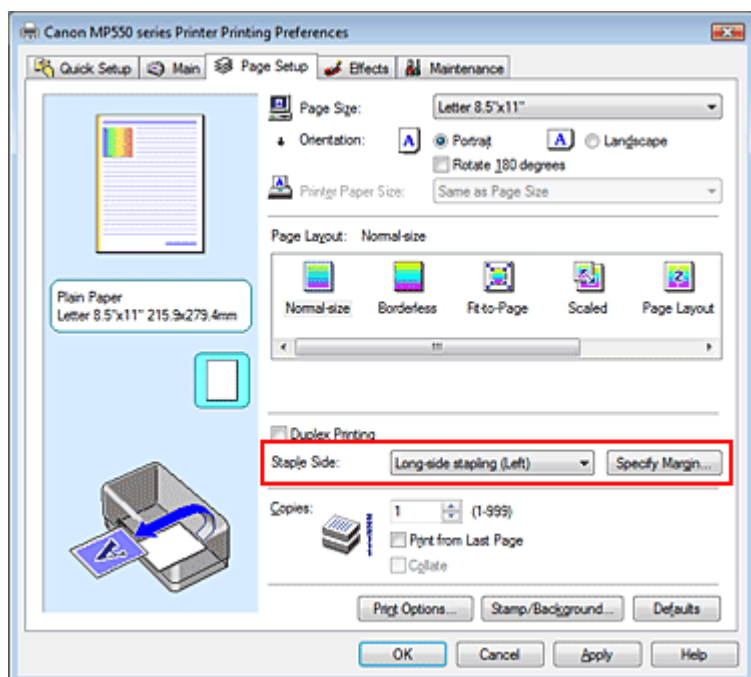 Canon MP550 series Printer Printing Preferences
Quick Setup Main Page Setup Effects Maintenance
Page Size: Letter 8.5"x11"
Orientation: A Portrait A Landscape
Rotate 180 degrees
Printer Paper Size: Same as Page Size
Page Layout: Normal-size
Normal-size Borderless Fit-to-Page Scaled Page Layout
Plain Paper
Letter 8.5"x11" 215.9x279.4mm
Duplex Printing
Staple Side: Long-side stapling (Left) Specify Margin...
Copies: 1 (1-999)
Print from Last Page
Collate
Print Options... Stamp/Background... Defaults
OK Cancel Apply Help